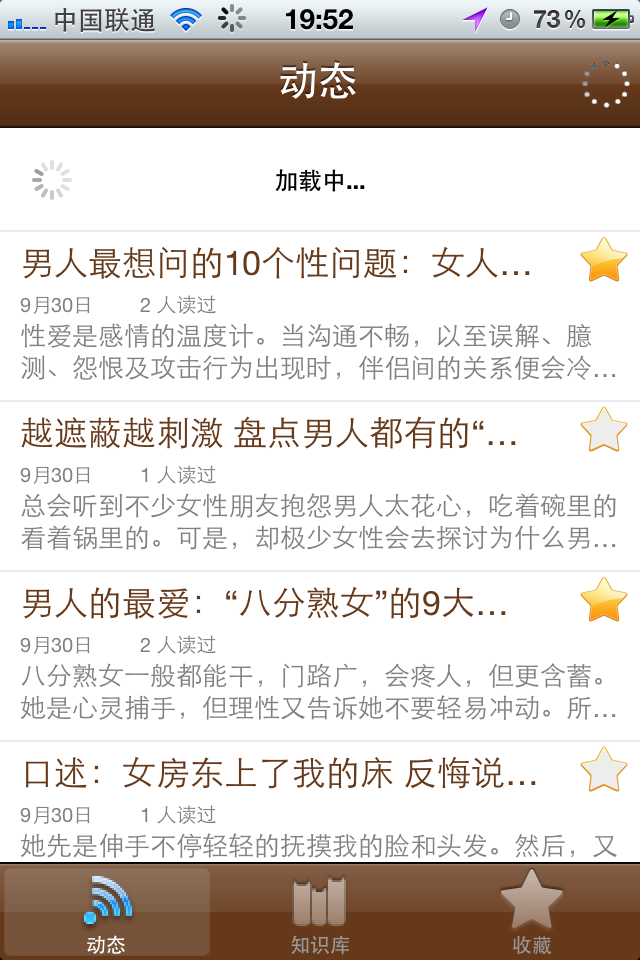 中国联通 19:52 73%
动态
加载中...
男人最想问的10个性问题：女人...
9月30日 2 人读过
性爱是感情的温度计。当沟通不畅，以至误解、臆
测、怨恨及攻击行为出现时，伴侣间的关系便会冷...
越遮蔽越刺激 盘点男人都有的“...
9月30日 1 人读过
总会听到不少女性朋友抱怨男人太花心，吃着碗里的
看着锅里的。可是，却极少女性会去探讨为什么男...
男人的最爱：“八分熟女”的9大...
9月30日 2 人读过
八分熟女一般都能干，门路广，会疼人，但更含蓄。
她是心灵捕手，但理性又告诉她不要轻易冲动。所...
口述：女房东上了我的床 反悔说...
9月30日 1 人读过
她先是伸手不停轻轻的抚摸我的脸和头发。然后，又
动态 知识库 收藏